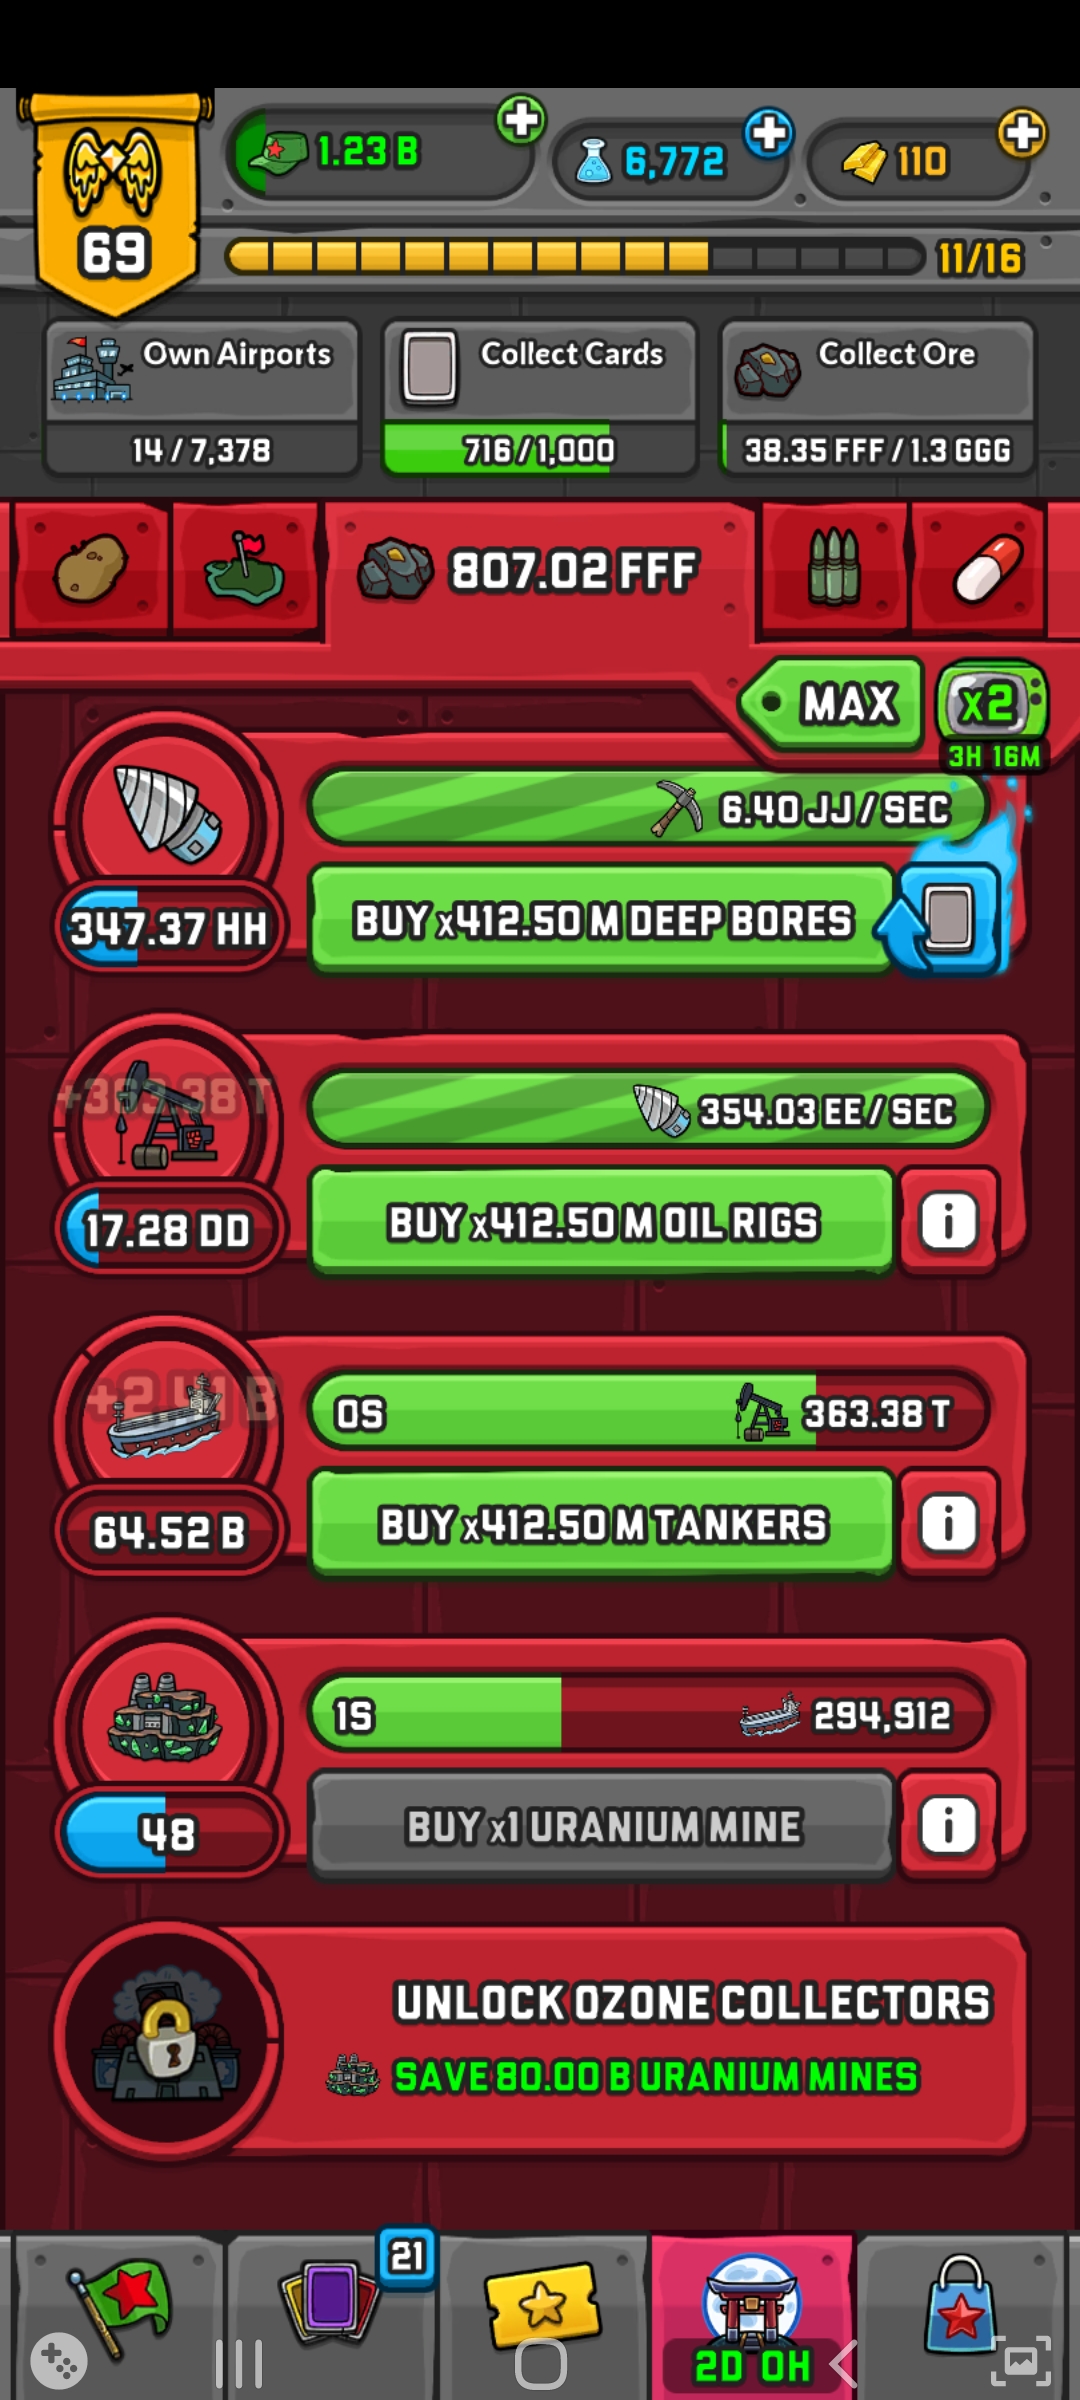 1.23 B
6,772
110
69
11/16
Own Airports
14 / 7,378
Collect Cards
716 / 1,000
Collect Ore
38.35 FFF / 1.3 GGG
807.02 FFF
MAX
x2
3H 16M
6.40 JJ / SEC
347.37 HH
BUY x412.50 M DEEP BORES
+363.38 T
354.03 EE / SEC
17.28 DD
BUY x412.50 M OIL RIGS
i
+2.41 B
0S
363.38 T
64.52 B
BUY x412.50 M TANKERS
i
1S
294,912
48
BUY x1 URANIUM MINE
i
UNLOCK OZONE COLLECTORS
SAVE 80.00 B URANIUM MINES
21
2D 0H